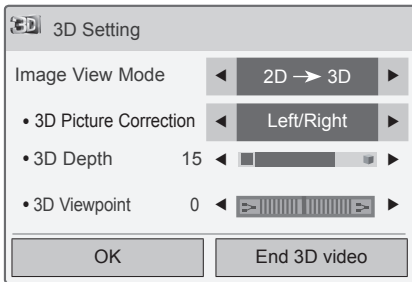 3D 3D Setting
Image View Mode ◀ 2D → 3D ▶
• 3D Picture Correction ◀ Left/Right ▶
• 3D Depth 15 ◀ ▶
• 3D Viewpoint 0 ◀ ▶
OK End 3D video